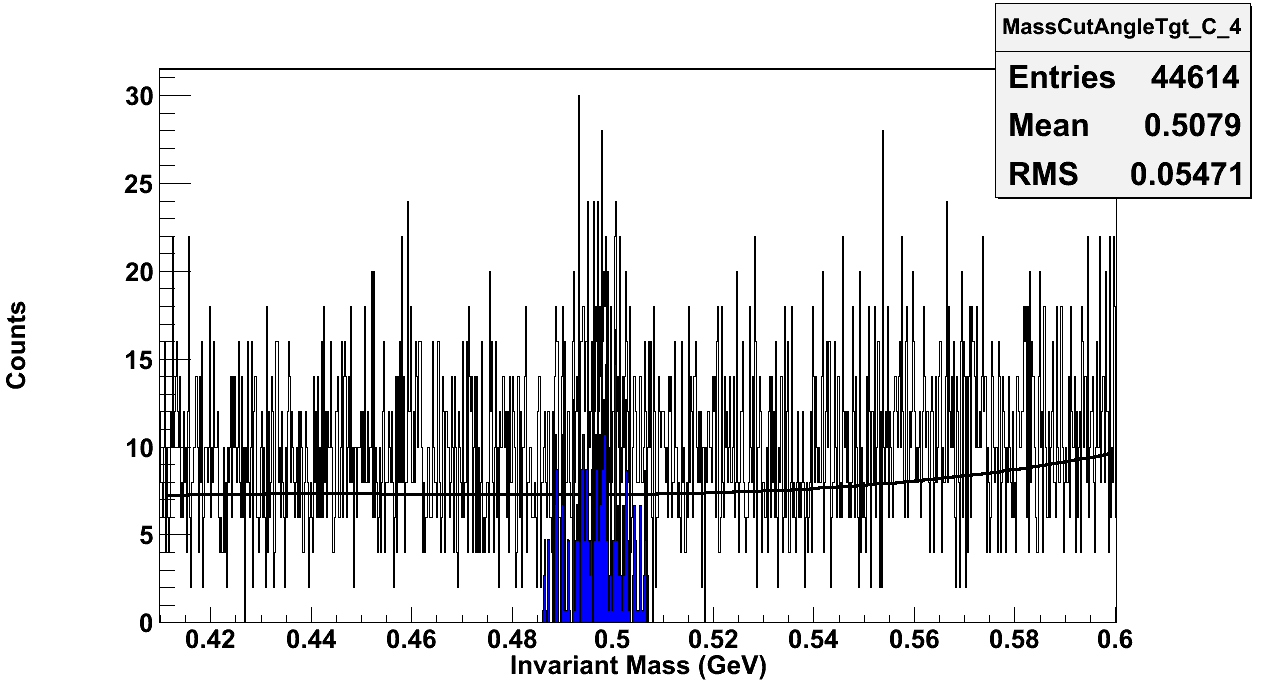 MassCutAngleTgt_C_4
Entries 44614
Mean 0.5079
RMS 0.05471
30
25
20
15
10
5
0
Counts
0.42 0.44 0.46 0.48 0.5 0.52 0.54 0.56 0.58 0.6
Invariant Mass (GeV)